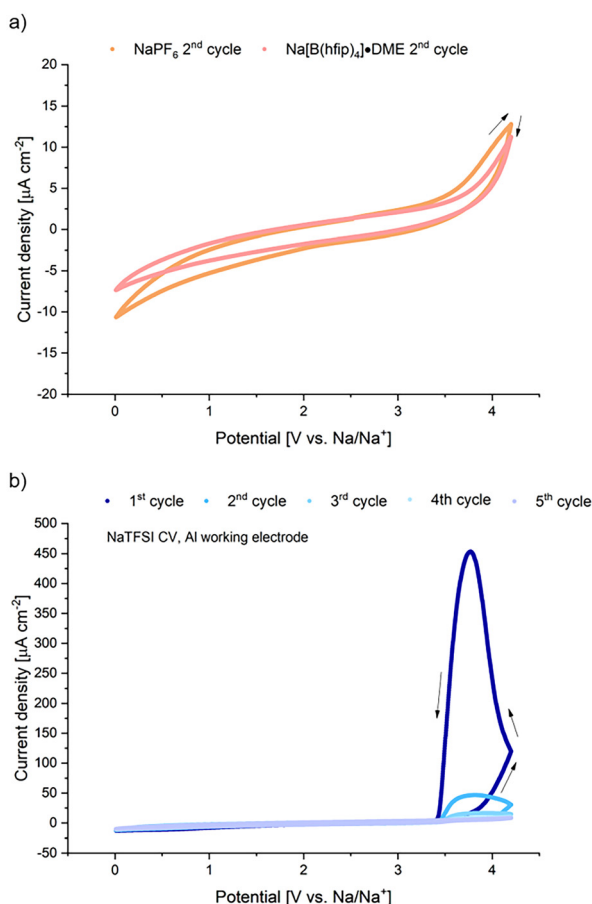 a)
NaPF₆ 2ⁿᵈ cycle Na[B(hfip)₄]•DME 2ⁿᵈ cycle
20
15
10
5
0
-5
-10
-15
-20
Current density [µA cm⁻²]
0 1 2 3 4
Potential [V vs. Na/Na⁺]
b)
1ˢᵗ cycle 2ⁿᵈ cycle 3ʳᵈ cycle 4th cycle 5ᵗʰ cycle
NaTFSI CV, Al working electrode
500
450
400
350
300
250
200
150
100
50
0
-50
Current density [µA cm⁻²]
0 1 2 3 4
Potential [V vs. Na/Na⁺]